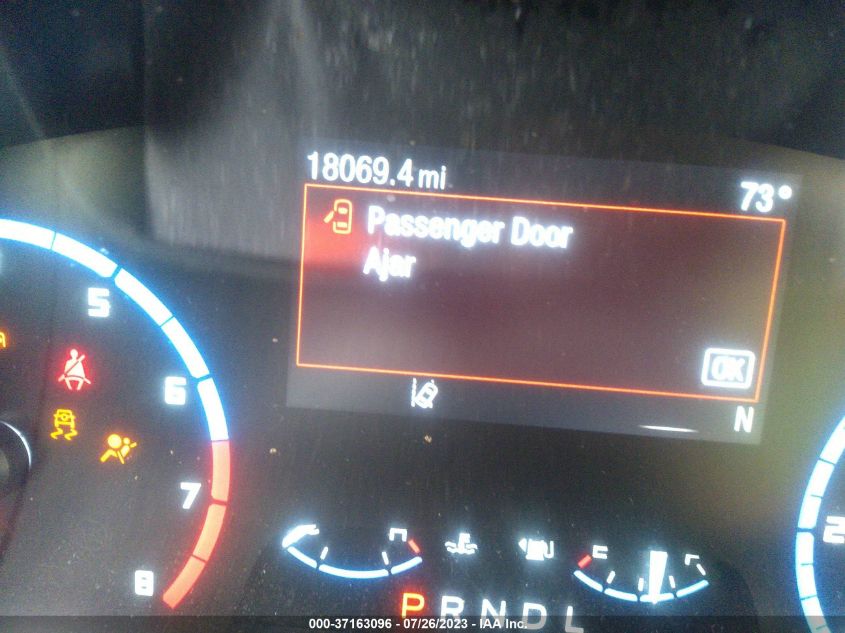 18069.4 mi
73°
Passenger Door
Ajar
OK
N
5
6
7
8
2
P R N D L
000-37163096 - 07/26/2023 - IAA Inc.